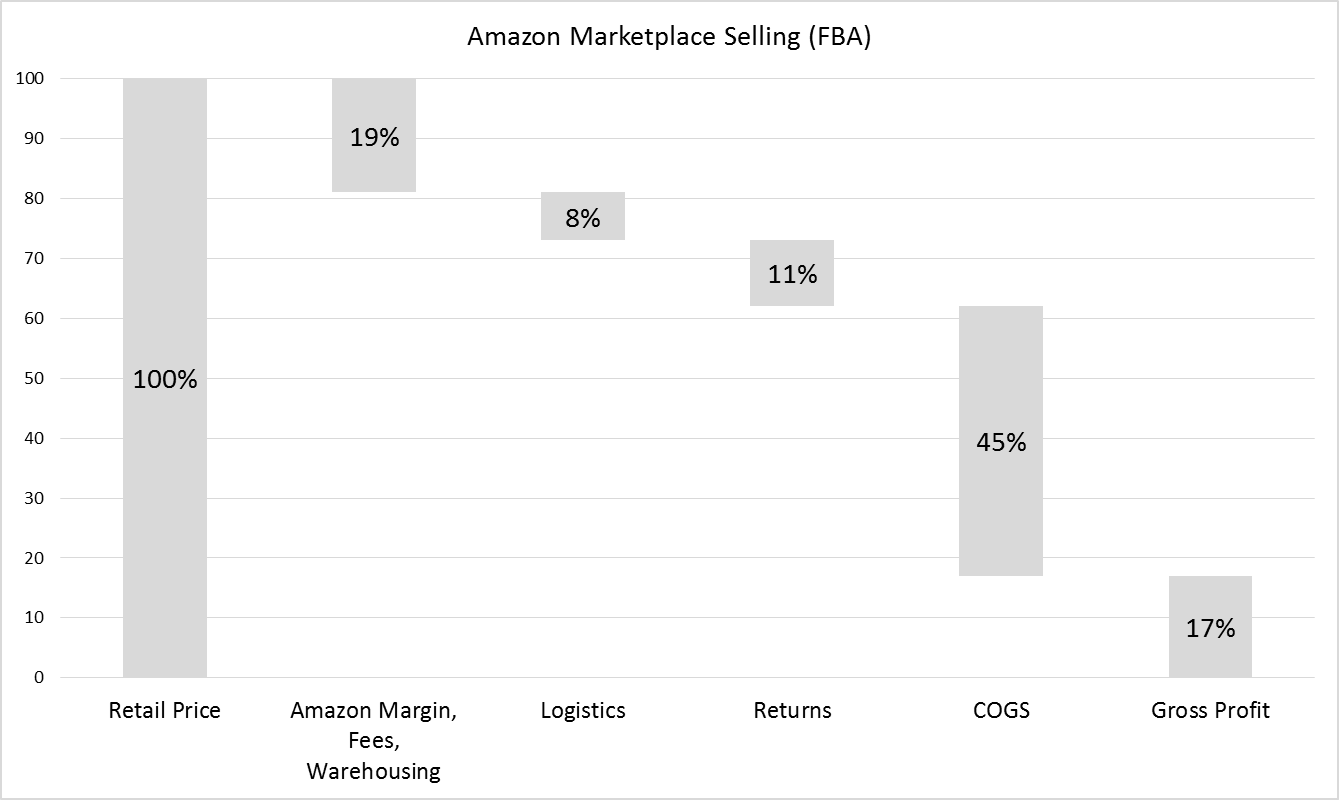 Amazon Marketplace Selling (FBA)
100
90
80
70
60
50
40
30
20
10
0
100%
19%
8%
11%
45%
17%
Retail Price
Amazon Margin,
Fees,
Warehousing
Logistics
Returns
COGS
Gross Profit